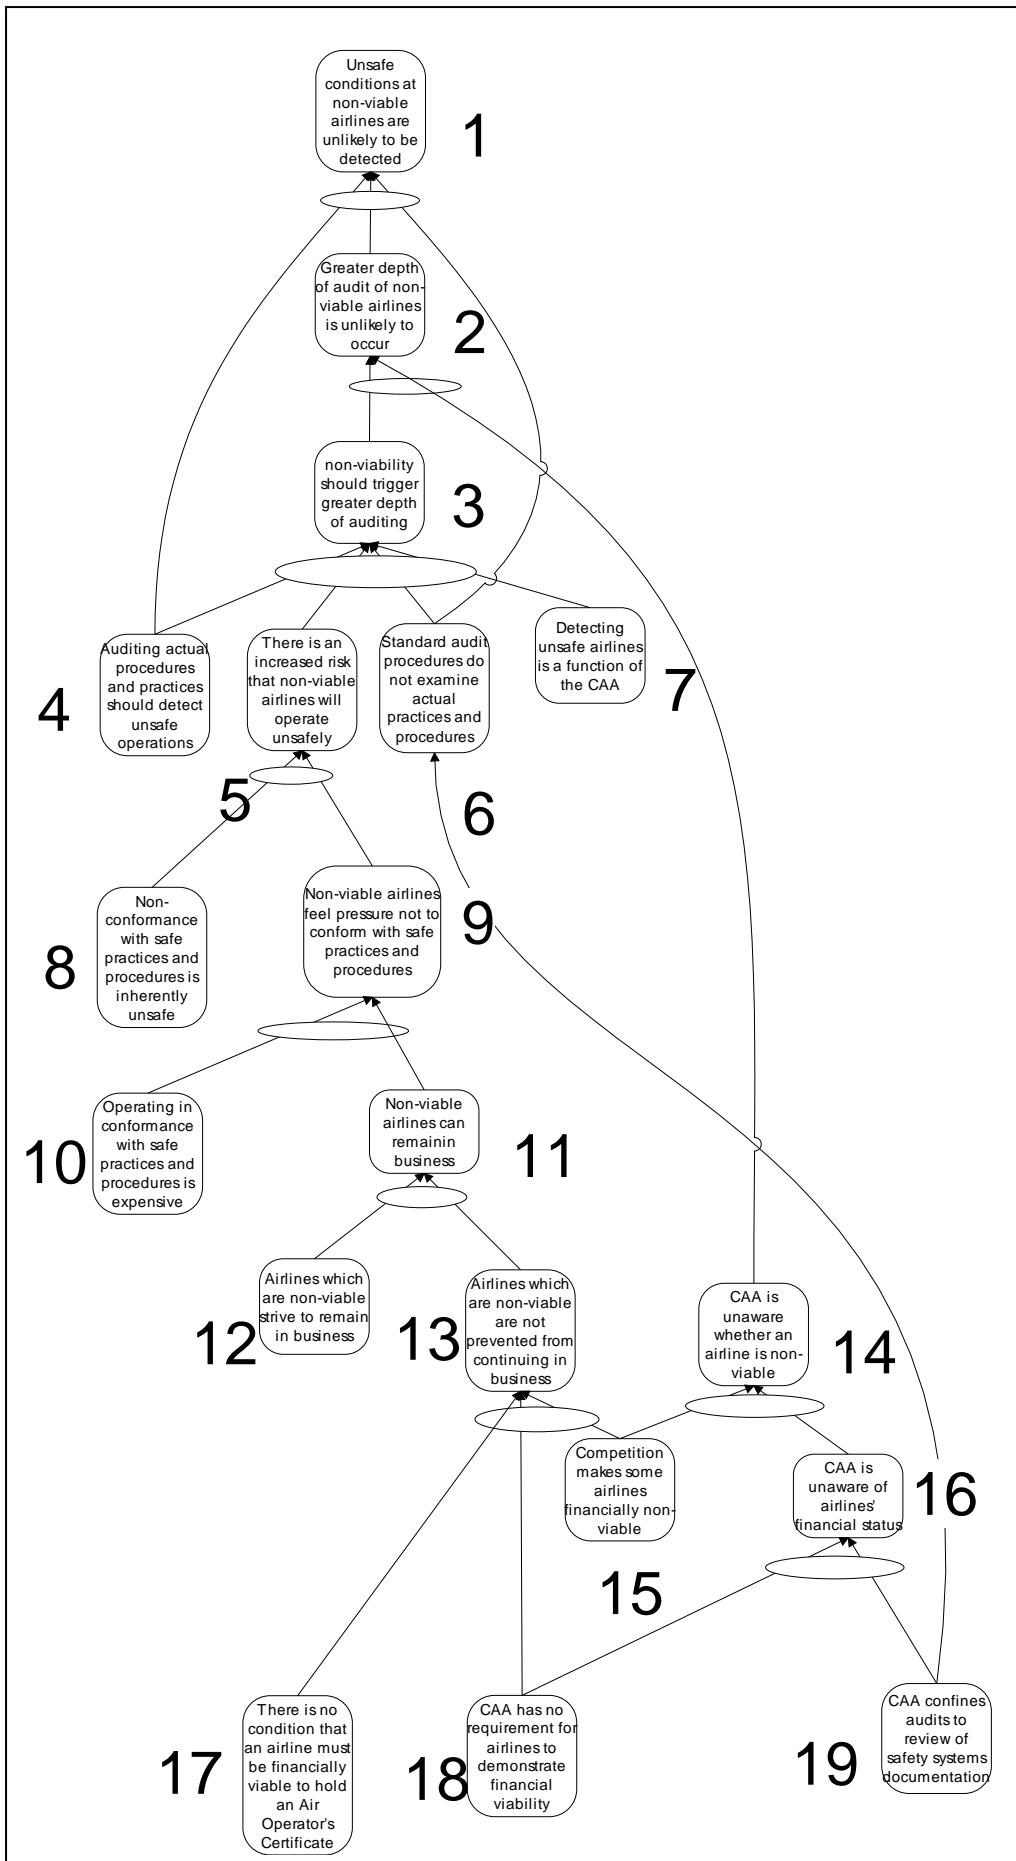 Unsafe
conditions at
non-viable
airlines are
unlikely to be
detected
1
Greater depth
of audit of non-
viable airlines
is unlikely to
occur
2
non-viability
should trigger
greater depth
of auditing
3
Auditing actual
procedures
and practices
should detect
unsafe
operations
4
There is an
increased risk
that non-viable
airlines will
operate
unsafely
5
Standard audit
procedures do
not examine
actual
practices and
procedures
6
Detecting
unsafe airlines
is a function of
the CAA
7
Non-
conformance
with safe
practices and
procedures is
inherently
unsafe
8
Non-viable airlines
feel pressure not to
conform with safe
practices and
procedures
9
Operating in
conformance
with safe
practices and
procedures is
expensive
10
Non-viable
airlines can
remainin
business
11
Airlines which
are non-viable
strive to remain
in business
12
Airlines which
are non-viable
are not
prevented from
continuing in
business
13
CAA is
unaware
whether an
airline is non-
viable
14
Competition
makes some
airlines
financially non-
viable
15
CAA is
unaware of
airlines'
financial status
16
There is no
condition that
an airline must
be financially
viable to hold
an Air
Operator's
Certificate
17
CAA has no
requirement for
airlines to
demonstrate
financial
viability
18
CAA confines
audits to
review of
safety systems
documentation
19